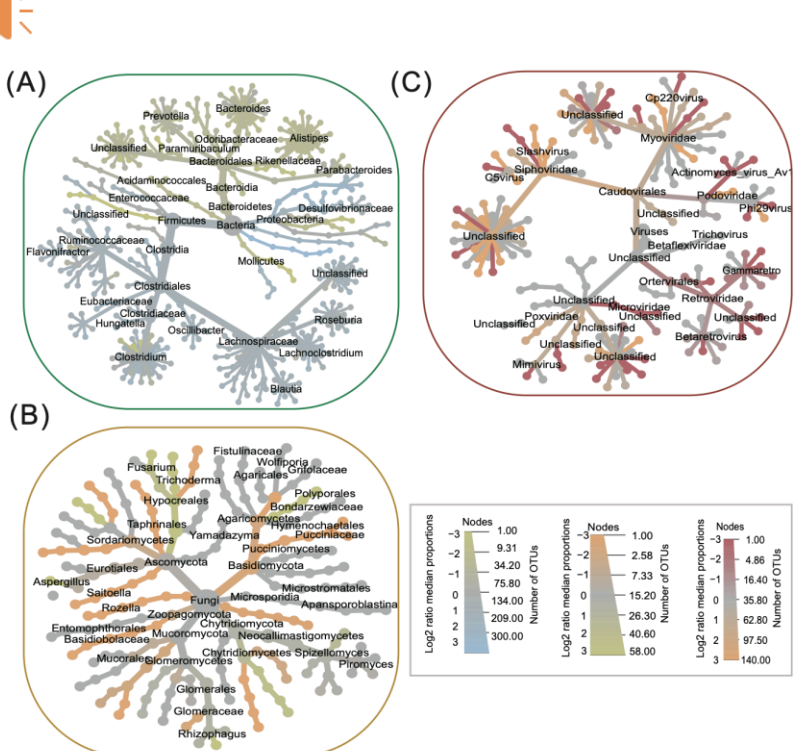 (A)
Bacteroides
Prevotella
Odoribacteraceae
Alistipes
Unclassified
Paramuribaculum
Bacteroidales
Rikenellaceae
Parabacteroides
Acidaminococcales
Bacteroidia
Enterococcaceae
Bacteroidetes
Desulfovibrionaceae
Unclassified
Firmicutes
Proteobacteria
Bacteria
Ruminococcaceae
Flavonifractor
Clostridia
Mollicutes
Unclassified
Clostridiales
Eubacteriaceae
Clostridiaceae
Hungatella
Oscillibacter
Roseburia
Lachnospiraceae
Lachnoclostridium
Clostridium
Blautia
(C)
Cp220virus
Unclassified
Myoviridae
Slashvirus
Siphoviridae
C5virus
Actinomyces_virus_Av1
Caudovirales
Podoviridae
Phi29virus
Unclassified
Unclassified
Viruses
Trichovirus
Betaflexiviridae
Unclassified
Gammaretro
Ortervirales
Retroviridae
Unclassified
Microviridae
Poxviridae
Unclassified
Unclassified
Unclassified
Unclassified
Betaretrovirus
Unclassified
Unclassified
Mimivirus
(B)
Fistulinaceae
Fusarium
Wolfiporia
Grifolaceae
Trichoderma
Agaricales
Hypocreales
Polyporales
Bondarzewiaceae
Taphrinales
Agaricomycetes
Hymenochaetales
Sordariomycetes
Yamadazyma
Pucciniaceae
Pucciniomycetes
Ascomycota
Basidiomycota
Eurotiales
Aspergillus
Saitoella
Microstromatales
Rozella
Fungi
Microsporidia
Apansporoblastina
Zoopagomycota
Chytridiomycota
Entomophthorales
Basidiobolaceae
Mucoromycota
Neocallimastigomycetes
Mucorales
Glomeromycetes
Chytridiomycetes
Spizellomyces
Piromyces
Glomerales
Glomeraceae
Rhizophagus
Log2 ratio median proportions
Nodes
−3 1.00
−2 9.31
−1 34.20
0 75.80
1 134.00
2 209.00
3 300.00
Number of OTUs
Log2 ratio median proportions
Nodes
−3 1.00
−2 2.58
−1 7.33
0 15.20
1 26.30
2 40.60
3 58.00
Number of OTUs
Log2 ratio median proportions
Nodes
−3 1.00
−2 4.86
−1 16.40
0 35.80
1 62.80
2 97.50
3 140.00
Number of OTUs